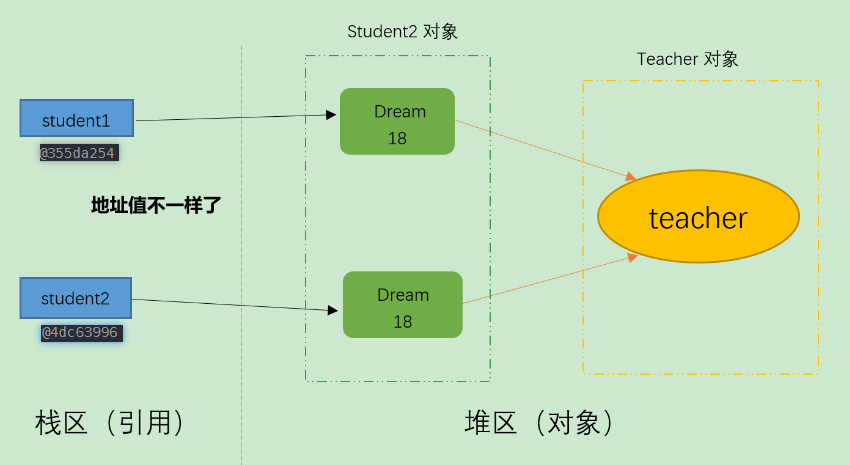 Student2 对象
Teacher 对象
student1
@355da254
Dream
18
地址值不一样了
teacher
student2
@4dc63996
Dream
18
栈区（引用）
堆区（对象）